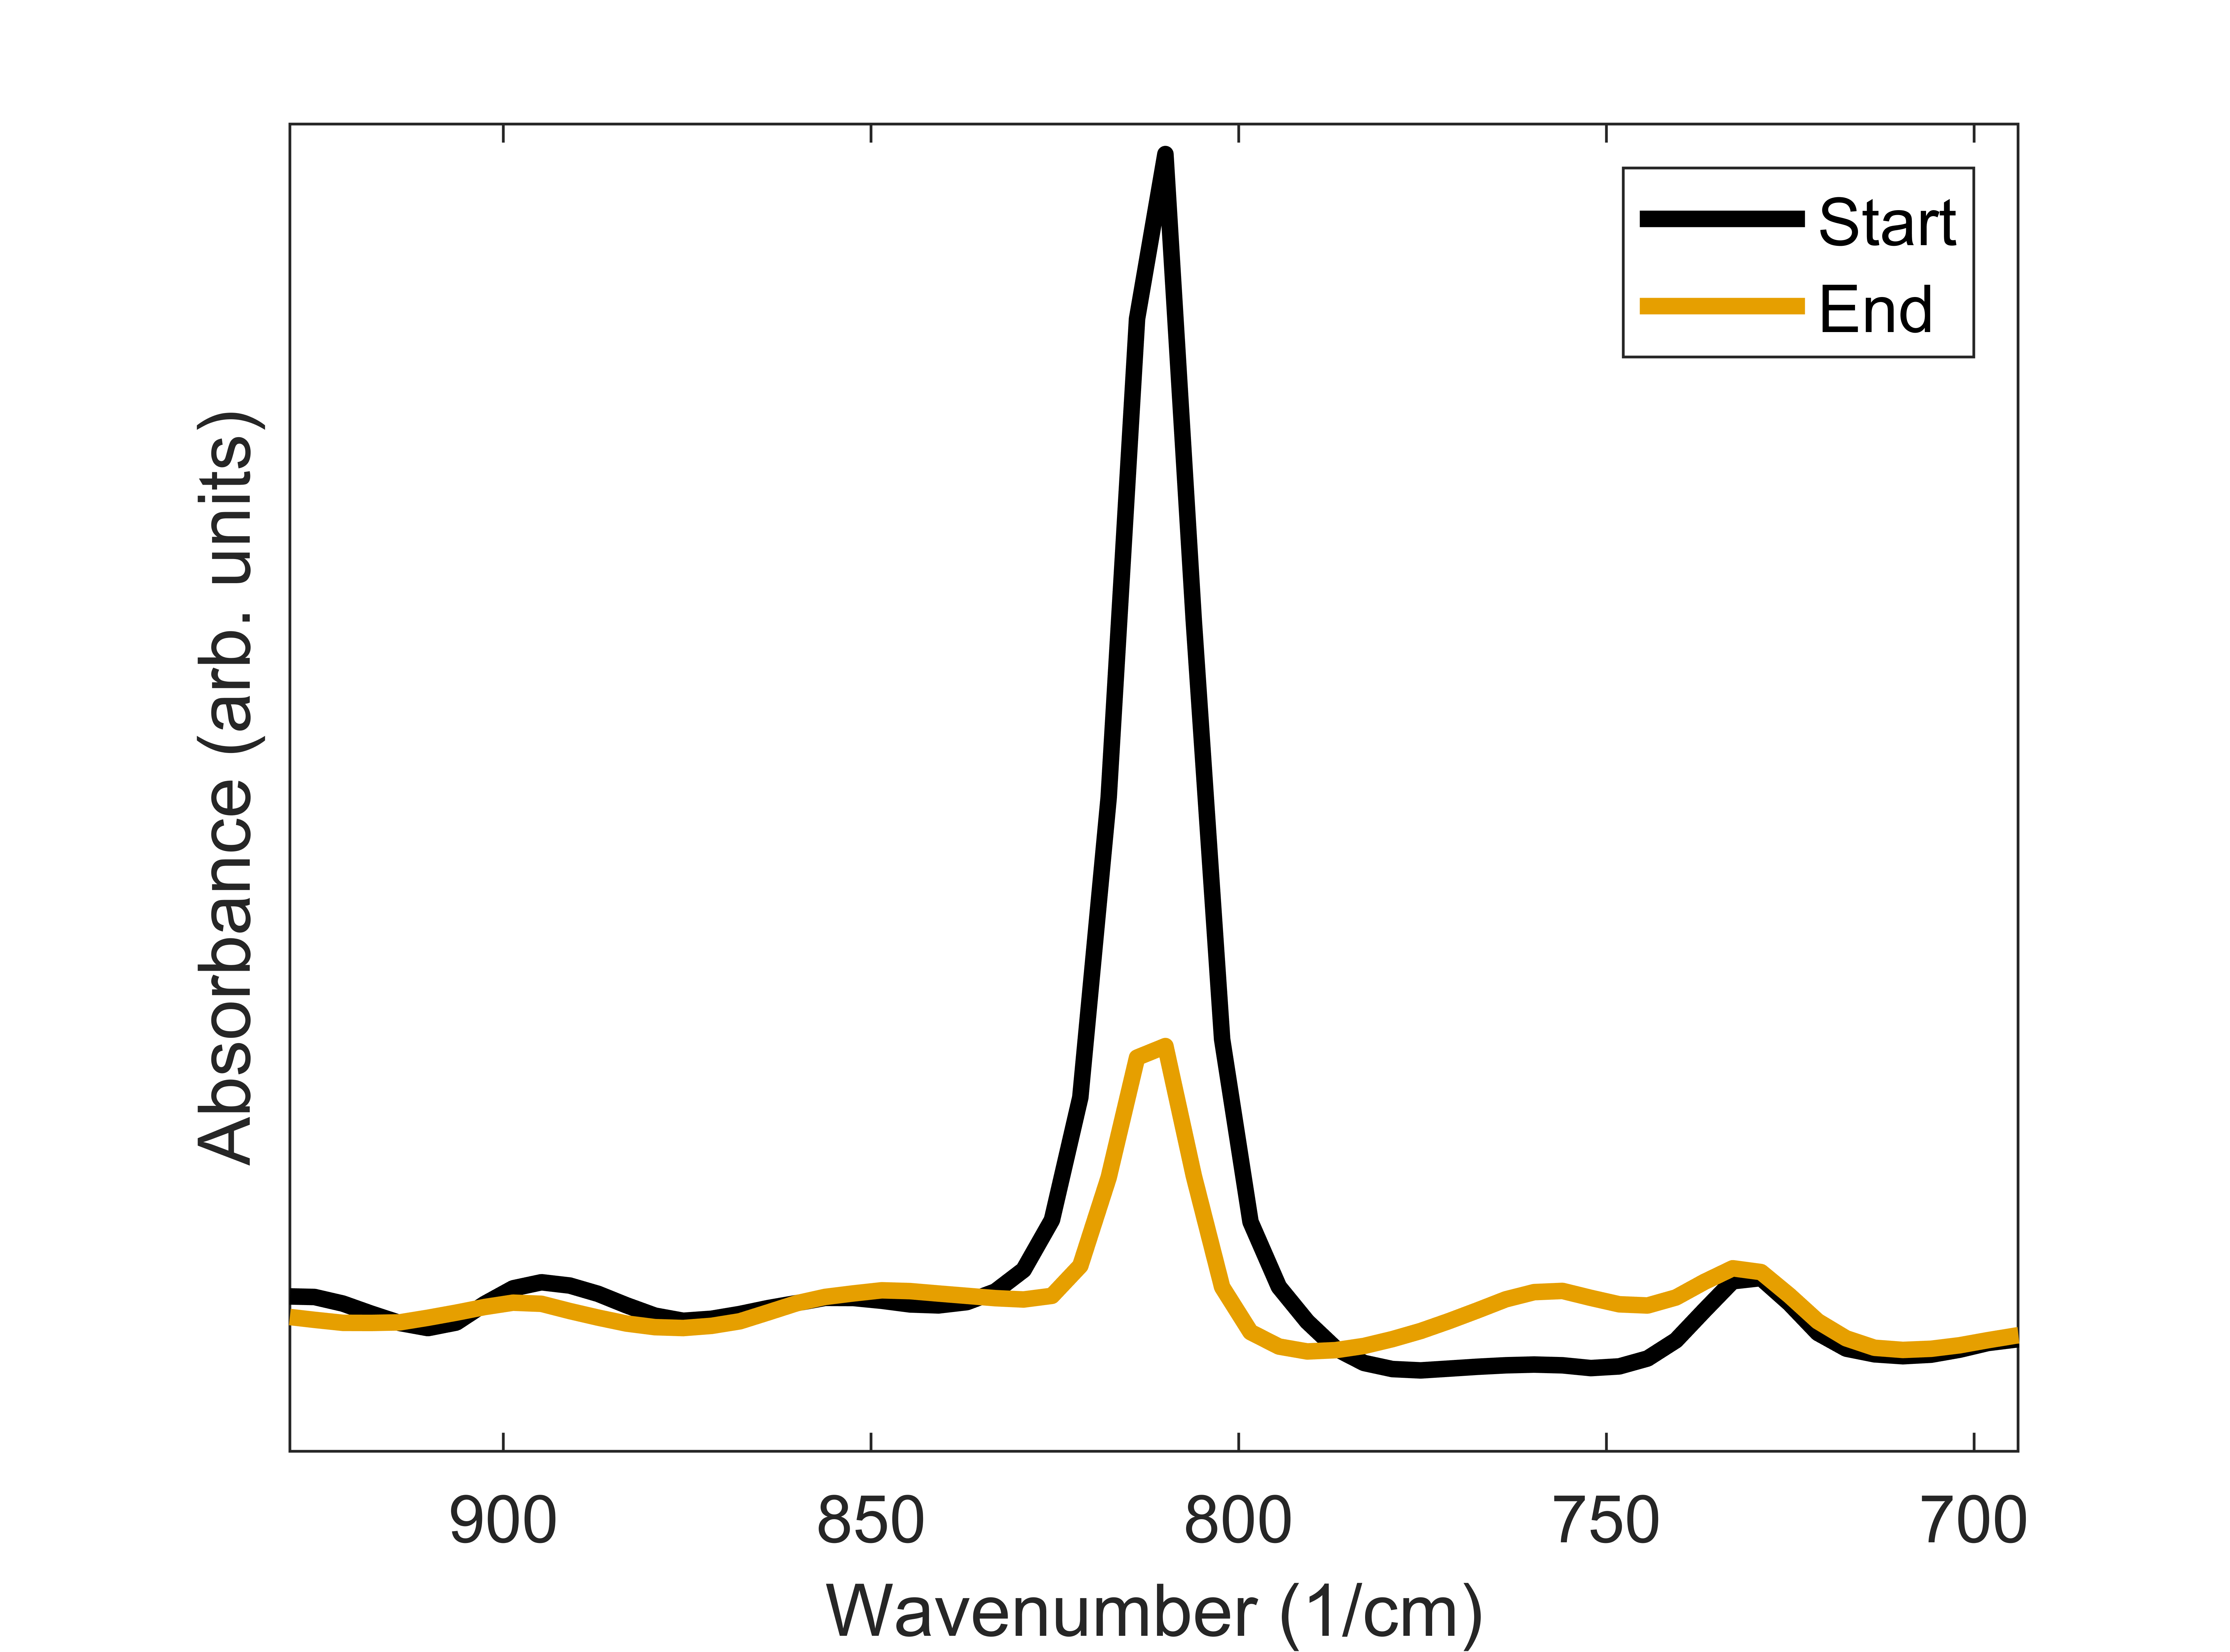 Start
End
Absorbance (arb. units)
900 850 800 750 700
Wavenumber (1/cm)